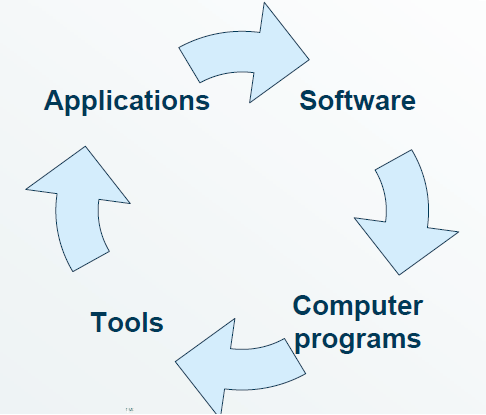 Applications
Software
Computer
programs
Tools